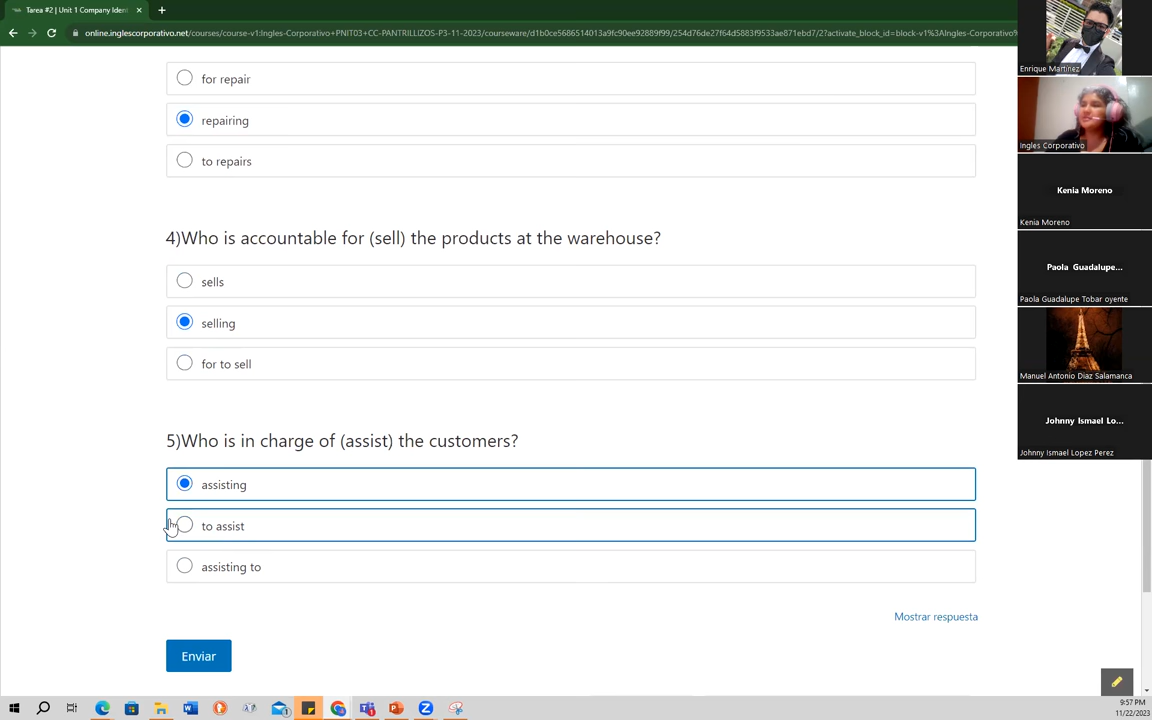 Tarea #2 | Unit 1 Company Iden
online.inglescorporativo.net/courses/course-v1:Ingles-Corporativo+PNIT03+CC-PANTRILLIZOS-P3-11-2023/courseware/d1b0ce5686514013a9fc90ee92889f99/254d76de27f64d5883f9533ae871ebd7/2?activate_block_id=block-v1%3AIngles-Corporativo%
for repair
repairing
to repairs
4)Who is accountable for (sell) the products at the warehouse?
sells
selling
for to sell
5)Who is in charge of (assist) the customers?
assisting
to assist
assisting to
Mostrar respuesta
Enviar
Enrique Martinez
Ingles Corporativo
Kenia Moreno
Kenia Moreno
Paola Guadalupe...
Paola Guadalupe Tobar oyente
Manuel Antonio Diaz Salamanca
Johnny Ismael Lo...
Johnny Ismael Lopez Perez
9:57 PM
11/22/2023